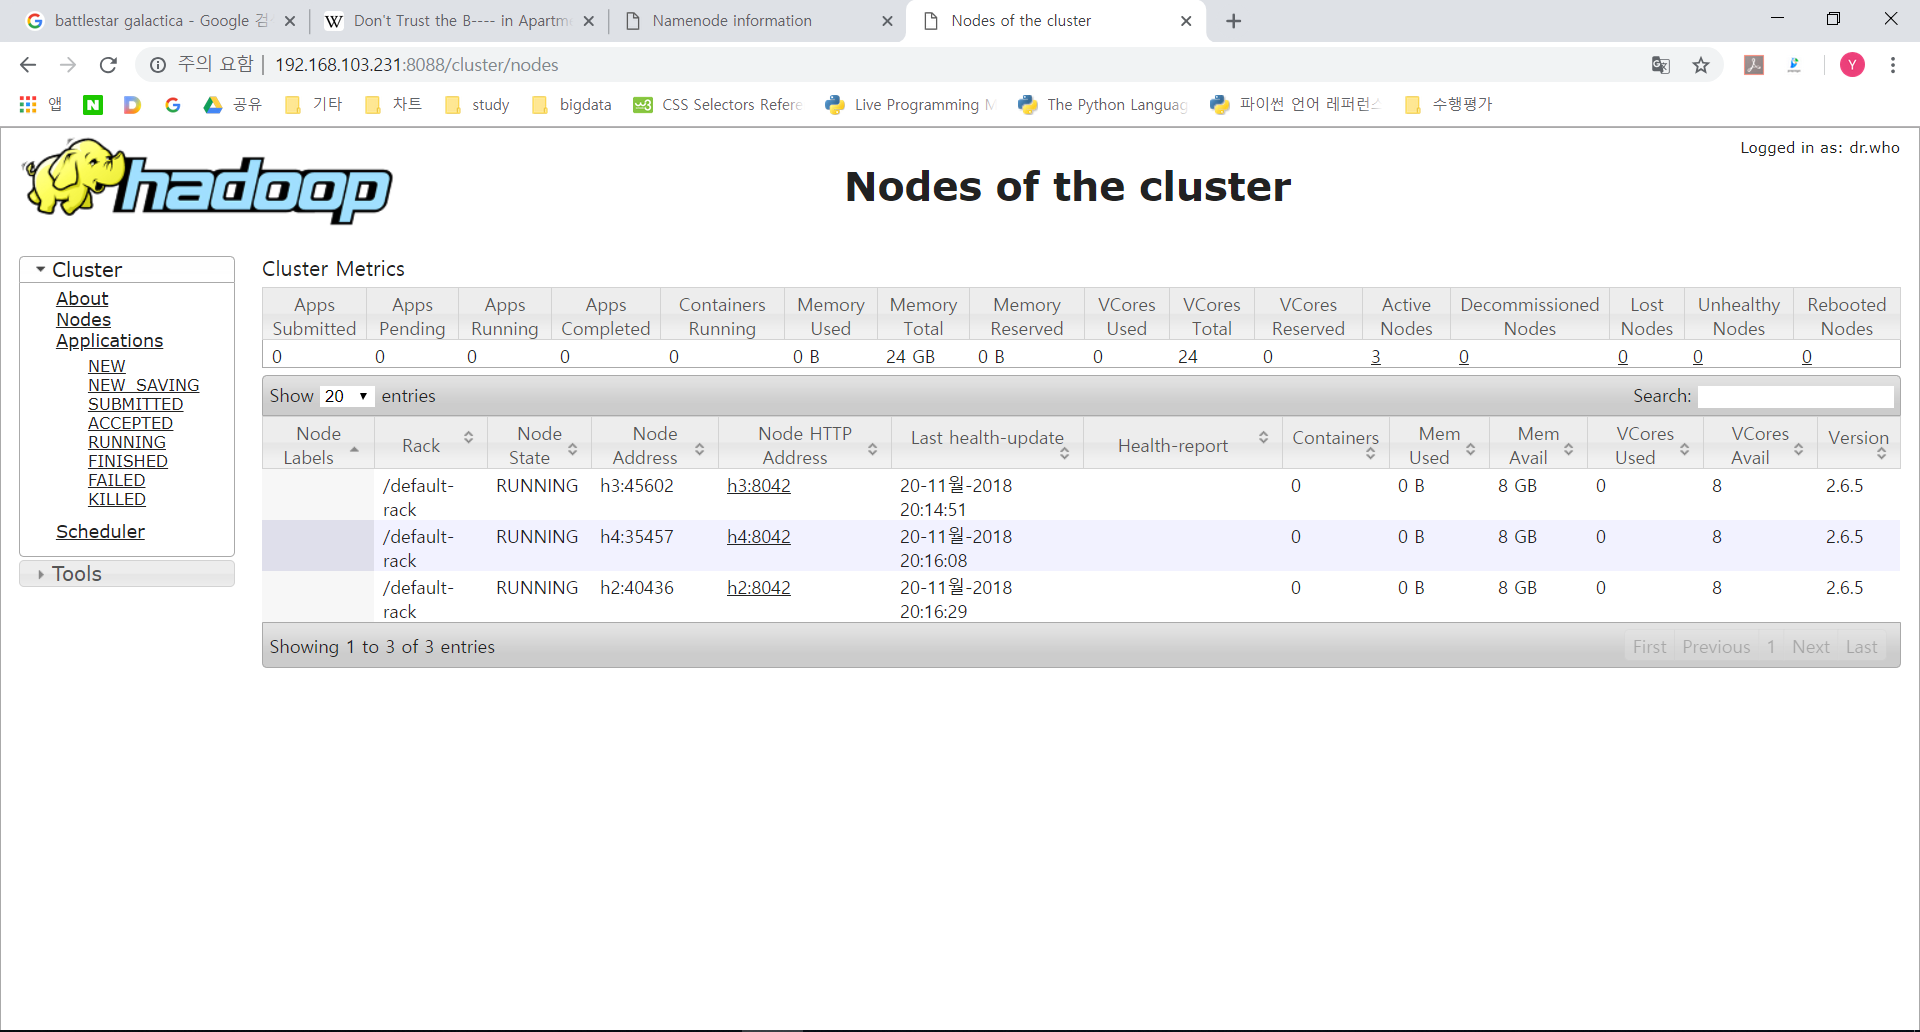 battlestar galactica - Google 검
Don't Trust the B---- in Apartm
Namenode information
Nodes of the cluster
주의 요함 | 192.168.103.231:8088/cluster/nodes
Y
앱 공유 기타 차트 study bigdata CSS Selectors Refere Live Programming The Python Languag 파이썬 언어 레퍼런 수행평가
hadoop
Logged in as: dr.who
Nodes of the cluster
Cluster
About
Nodes
Applications
NEW
NEW_SAVING
SUBMITTED
ACCEPTED
RUNNING
FINISHED
FAILED
KILLED
Scheduler
Tools
Cluster Metrics
Apps Submitted Apps Pending Apps Running Apps Completed Containers Running Memory Used Memory Total Memory Reserved VCores Used VCores Total VCores Reserved Active Nodes Decommissioned Nodes Lost Nodes Unhealthy Nodes Rebooted Nodes
0 0 0 0 0 0 B 24 GB 0 B 0 24 0 3 0 0 0 0
Show 20 entries Search:
Node Labels Rack Node State Node Address Node HTTP Address Last health-update Health-report Containers Mem Used Mem Avail VCores Used VCores Avail Version
/default-rack RUNNING h3:45602 h3:8042 20-11월-2018 20:14:51 0 0 B 8 GB 0 8 2.6.5
/default-rack RUNNING h4:35457 h4:8042 20-11월-2018 20:16:08 0 0 B 8 GB 0 8 2.6.5
/default-rack RUNNING h2:40436 h2:8042 20-11월-2018 20:16:29 0 0 B 8 GB 0 8 2.6.5
Showing 1 to 3 of 3 entries First Previous 1 Next Last